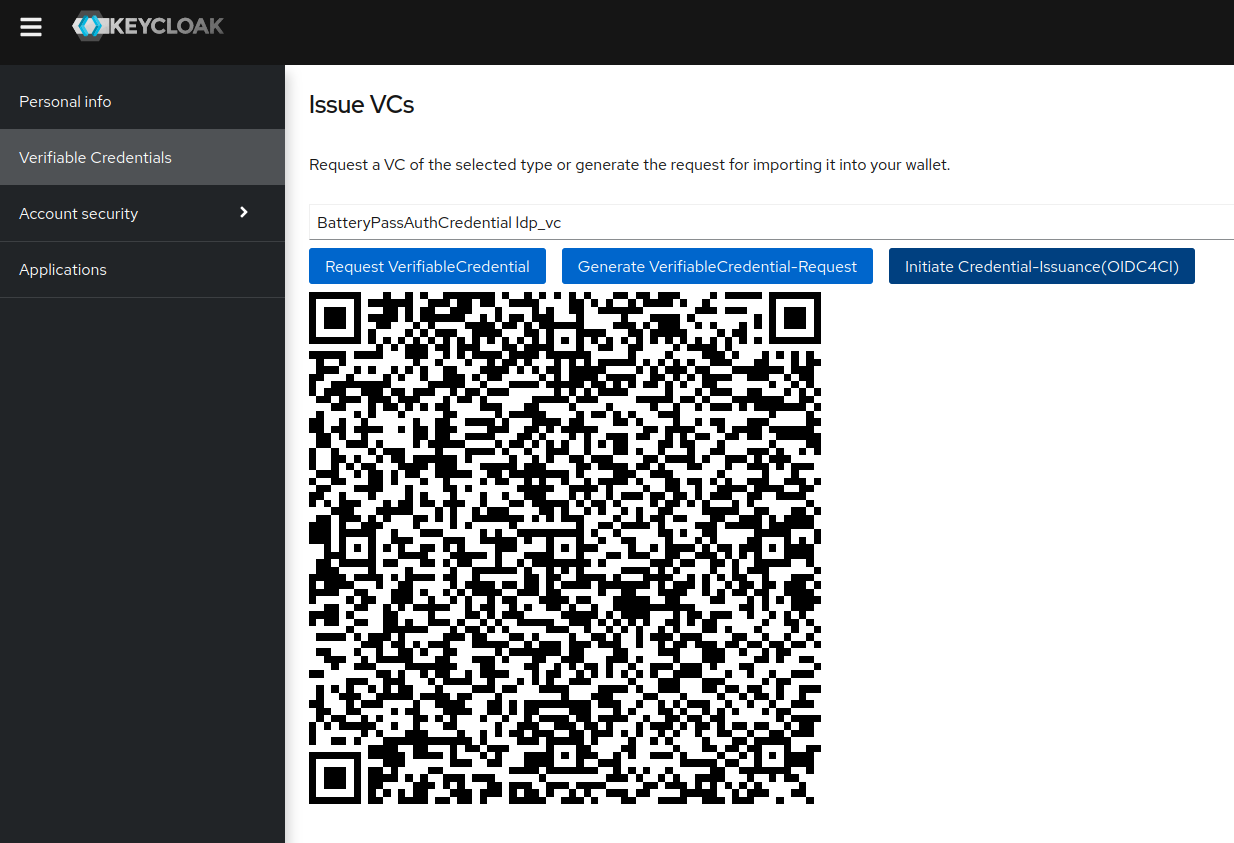 KEYCLOAK
Personal info
Verifiable Credentials
Account security
Applications
Issue VCs
Request a VC of the selected type or generate the request for importing it into your wallet.
BatteryPassAuthCredential ldp_vc
Request VerifiableCredential
Generate VerifiableCredential-Request
Initiate Credential-Issuance(OIDC4CI)